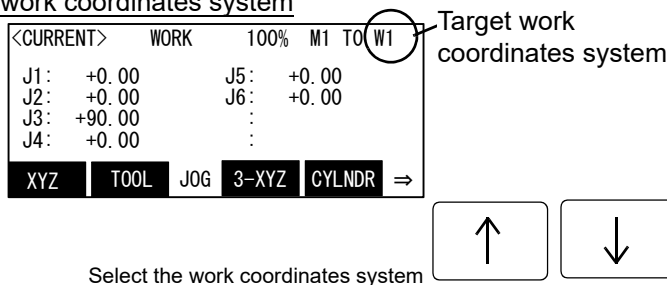 work coordinates system
Target work
coordinates system
<CURRENT> WORK 100% M1 T0 W1
J1: +0.00 J5: +0.00
J2: +0.00 J6: +0.00
J3: +90.00 :
J4: +0.00 :
XYZ TOOL JOG 3-XYZ CYLNDR ⇒
↑ ↓
Select the work coordinates system